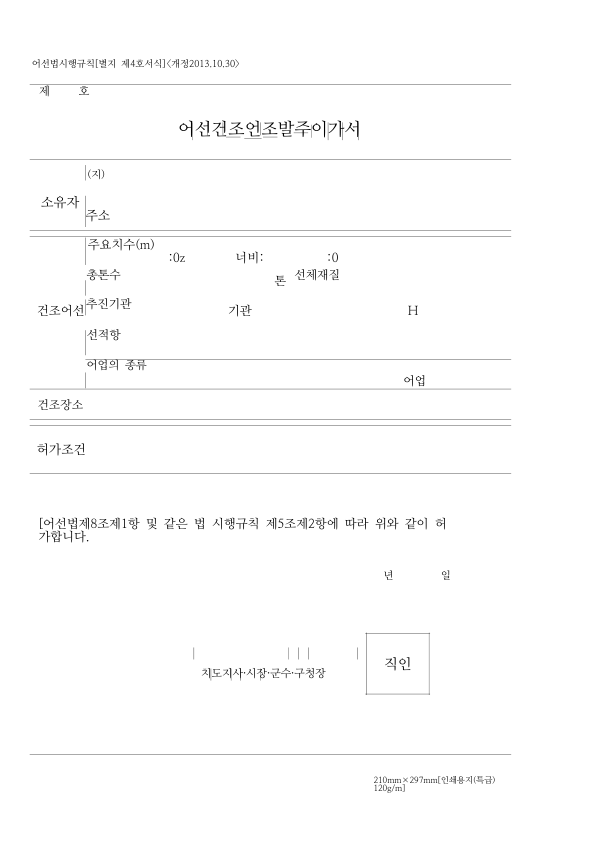 어선법시행규칙[별지 제4호서식]<개정2013.10.30>
제 호
어선건조언조발주이가서
(지)
소유자
주소
주요치수(m)
:0z 너비: :0
총톤수 톤 선체재질
건조어선
추진기관 기관 H
선적항
어업의 종류
어업
건조장소
허가조건
[어선법제8조제1항 및 같은 법 시행규칙 제5조제2항에 따라 위와 같이 허
가합니다.
년 일
치도지사·시장·군수·구청장
직인
210mm×297mm[인쇄용지(특급)
120g/m]